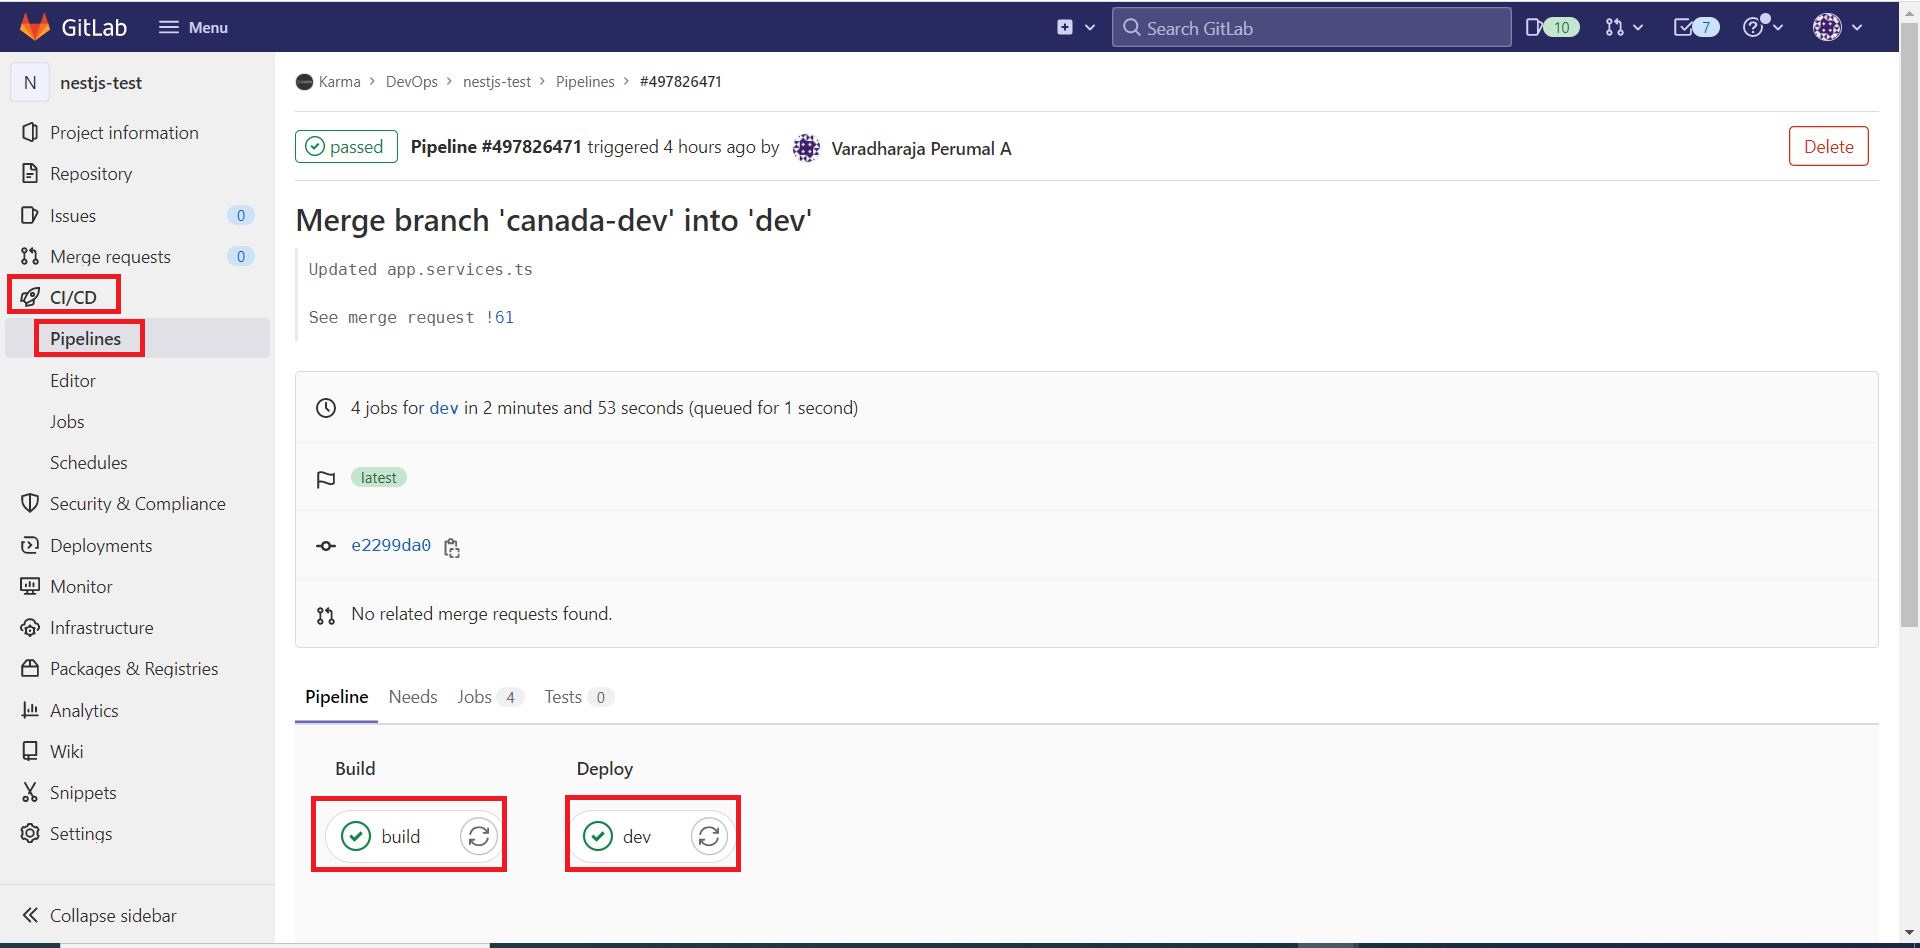 GitLab Menu Search GitLab 10 7
N nestjs-test
Project information
Repository
Issues 0
Merge requests 0
CI/CD
Pipelines
Editor
Jobs
Schedules
Security & Compliance
Deployments
Monitor
Infrastructure
Packages & Registries
Analytics
Wiki
Snippets
Settings
Collapse sidebar
Karma > DevOps > nestjs-test > Pipelines > #497826471
passed Pipeline #497826471 triggered 4 hours ago by Varadharaja Perumal A Delete
Merge branch 'canada-dev' into 'dev'
Updated app.services.ts
See merge request !61
4 jobs for dev in 2 minutes and 53 seconds (queued for 1 second)
latest
e2299da0
No related merge requests found.
Pipeline Needs Jobs 4 Tests 0
Build Deploy
build dev